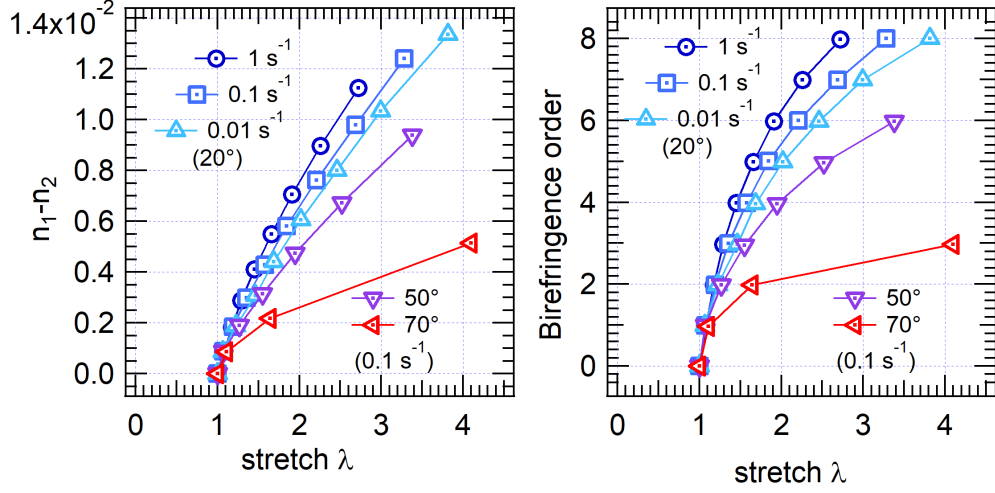 1.4x10⁻²
1.2
1.0
0.8
0.6
0.4
0.2
0.0
n₁-n₂
1 s⁻¹
0.1 s⁻¹
0.01 s⁻¹
(20°)
50°
70°
(0.1 s⁻¹)
0 1 2 3 4
stretch λ
8
6
4
2
0
Birefringence order
1 s⁻¹
0.1 s⁻¹
0.01 s⁻¹
(20°)
50°
70°
(0.1 s⁻¹)
0 1 2 3 4
stretch λ